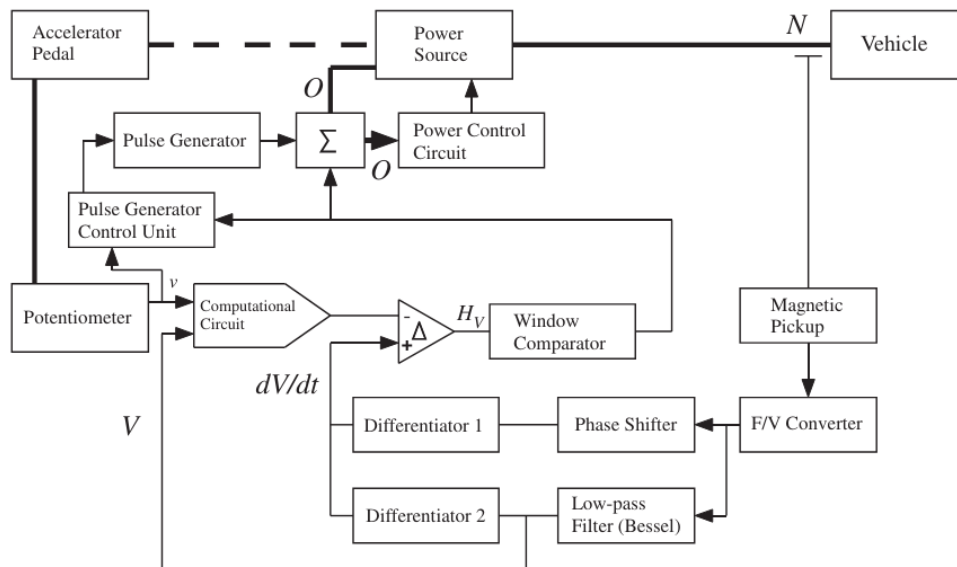 Accelerator
Pedal
Power
Source
N
Vehicle
O
Pulse Generator
Σ
O
Power Control
Circuit
Pulse Generator
Control Unit
v
Potentiometer
Computational
Circuit
-
+
Δ
H_V
Window
Comparator
Magnetic
Pickup
dV/dt
V
Differentiator 1
Phase Shifter
F/V Converter
Differentiator 2
Low-pass
Filter (Bessel)